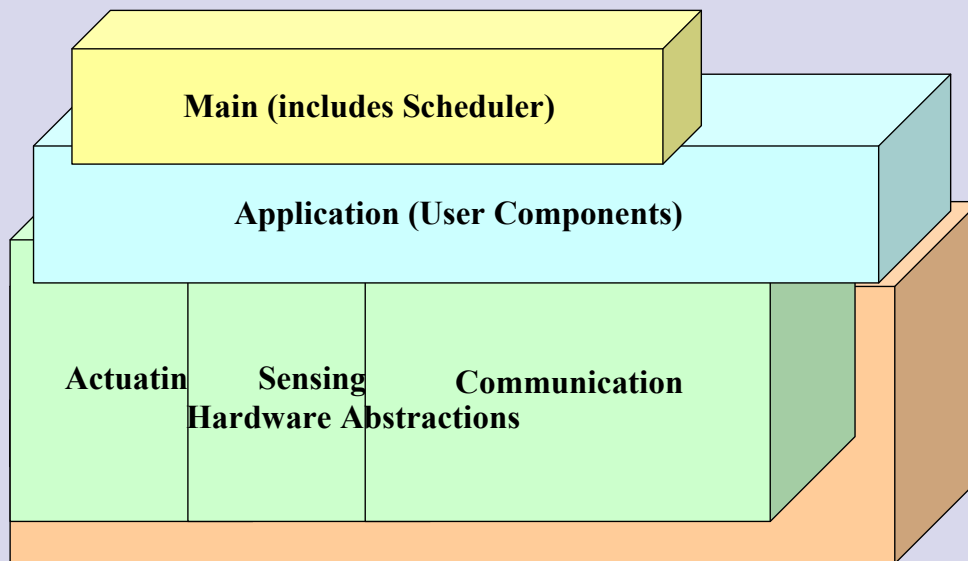 Main (includes Scheduler)
Application (User Components)
Actuatin
Sensing
Communication
Hardware Abstractions